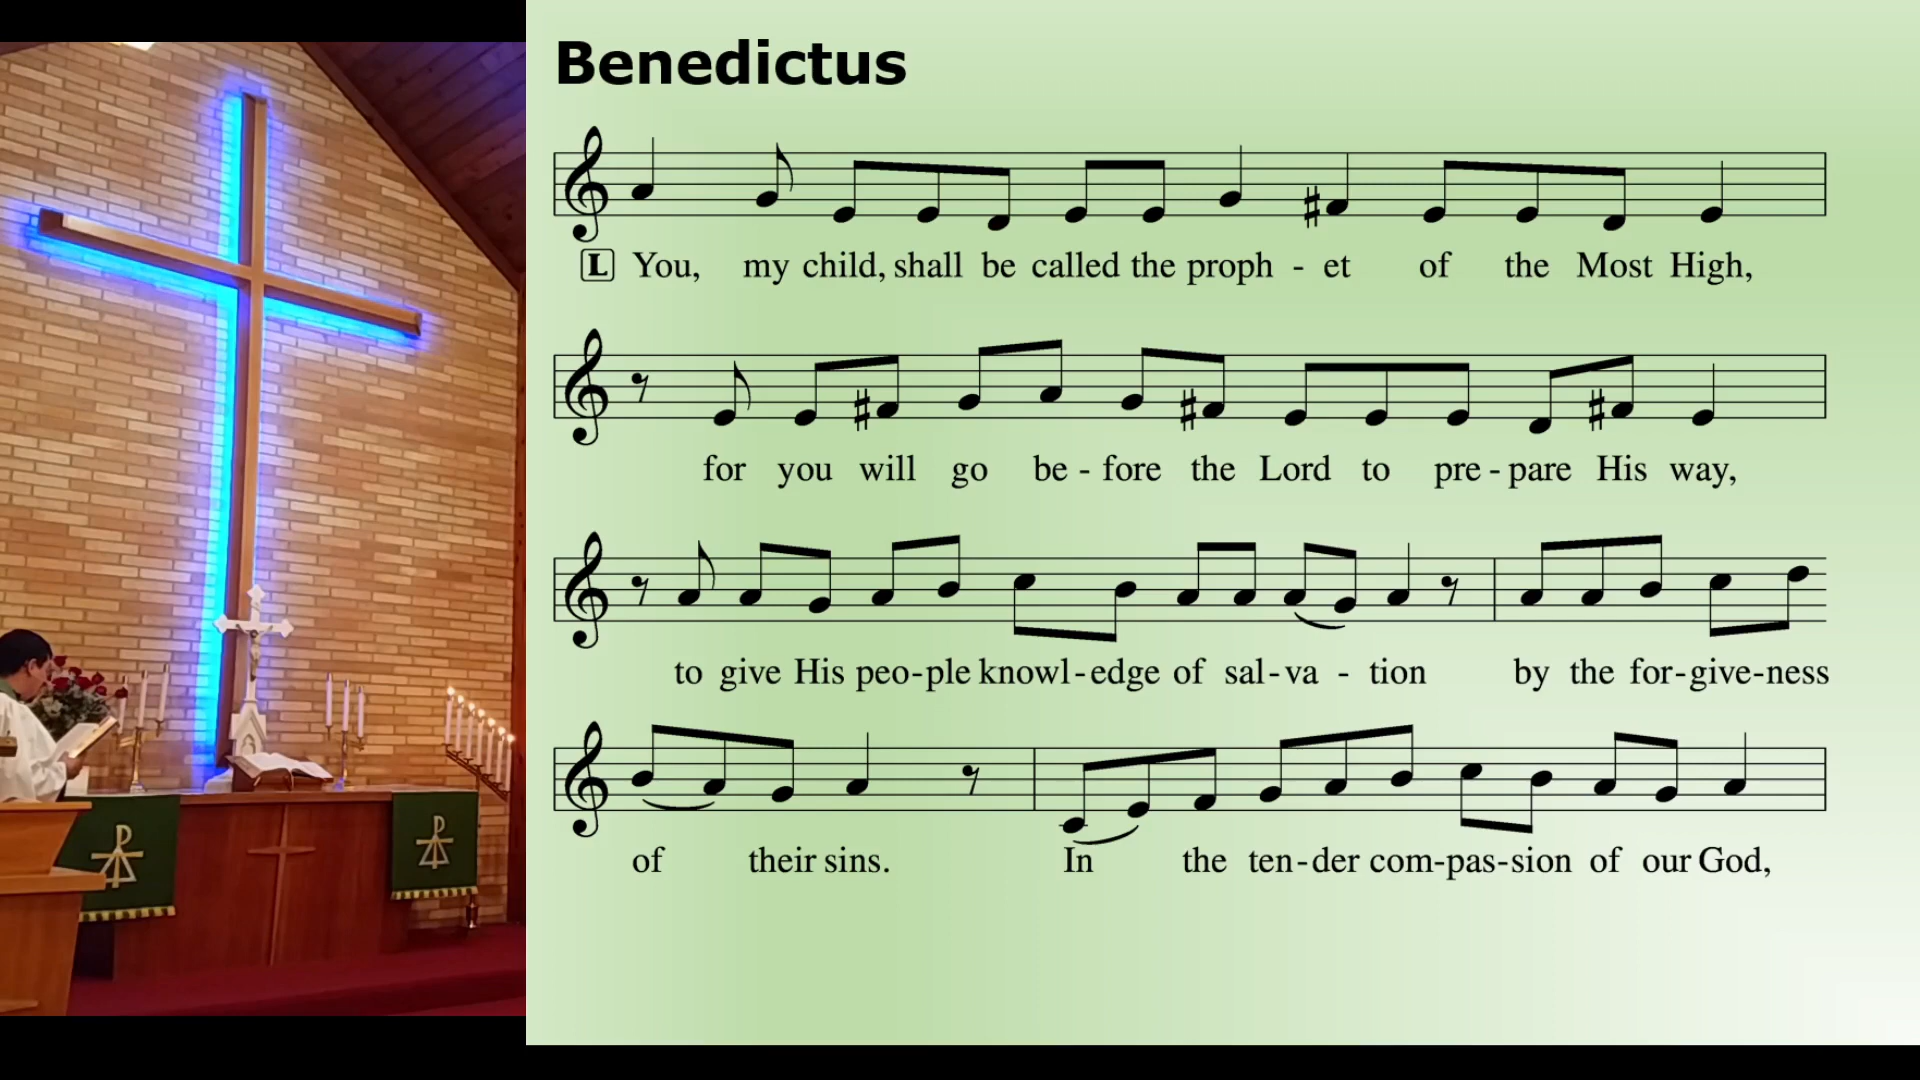 Benedictus
L You, my child, shall be called the proph - et of the Most High,
for you will go be - fore the Lord to pre - pare His way,
to give His peo - ple knowl - edge of sal - va - tion by the for - give - ness
of their sins. In the ten - der com - pas - sion of our God,